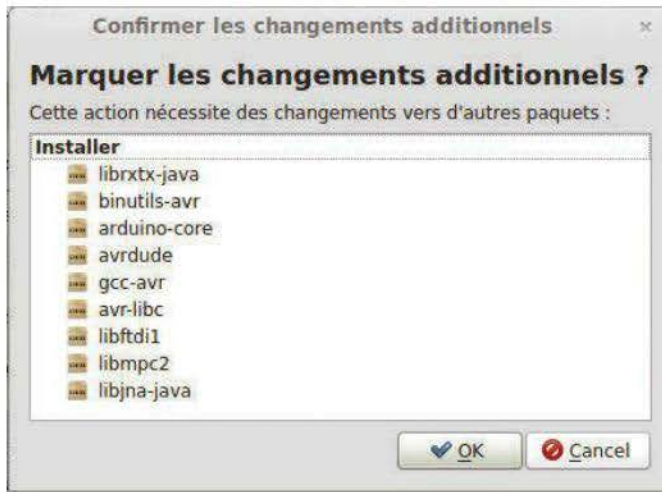 Confirmer les changements additionnels
Marquer les changements additionnels ?
Cette action nécessite des changements vers d'autres paquets :
Installer
librxtx-java
binutils-avr
arduino-core
avrdude
gcc-avr
avr-libc
libftdi1
libmpc2
libjna-java
OK
Cancel